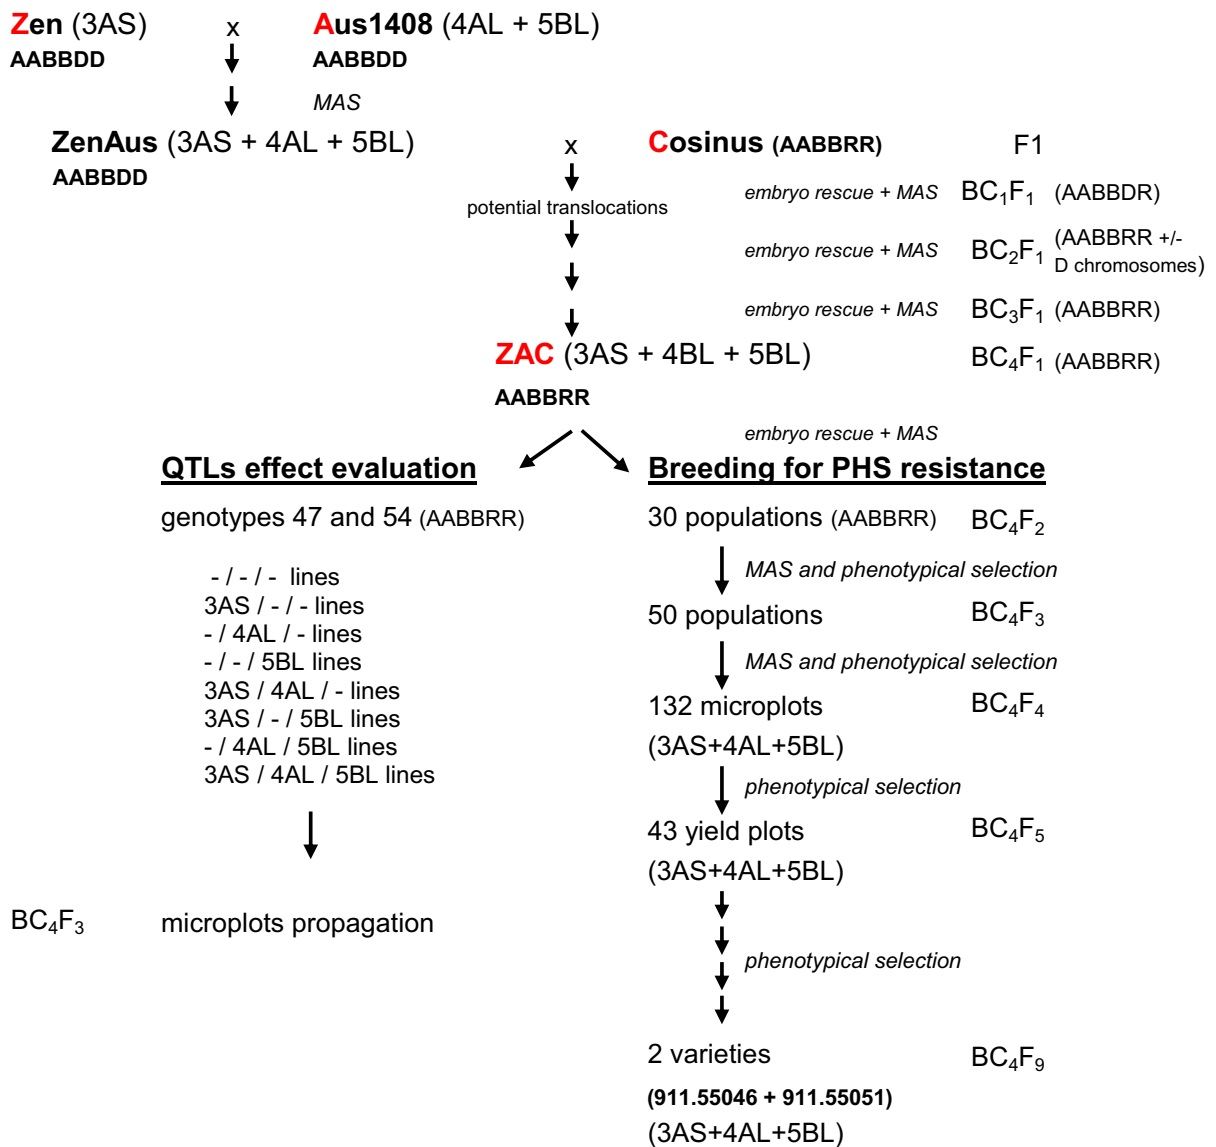 Zen (3AS) x Aus1408 (4AL + 5BL)
AABBDD AABBDD
MAS
ZenAus (3AS + 4AL + 5BL) x Cosinus (AABBRR) F1
AABBDD
embryo rescue + MAS BC1F1 (AABBDR)
potential translocations
embryo rescue + MAS BC2F1 (AABBRR +/-
D chromosomes)
embryo rescue + MAS BC3F1 (AABBRR)
ZAC (3AS + 4BL + 5BL) BC4F1 (AABBRR)
AABBRR
embryo rescue + MAS
QTLs effect evaluation
genotypes 47 and 54 (AABBRR)
- / - / - lines
3AS / - / - lines
- / 4AL / - lines
- / - / 5BL lines
3AS / 4AL / - lines
3AS / - / 5BL lines
- / 4AL / 5BL lines
3AS / 4AL / 5BL lines
BC4F3 microplots propagation
Breeding for PHS resistance
30 populations (AABBRR) BC4F2
MAS and phenotypical selection
50 populations BC4F3
MAS and phenotypical selection
132 microplots BC4F4
(3AS+4AL+5BL)
phenotypical selection
43 yield plots BC4F5
(3AS+4AL+5BL)
phenotypical selection
2 varieties BC4F9
(911.55046 + 911.55051)
(3AS+4AL+5BL)